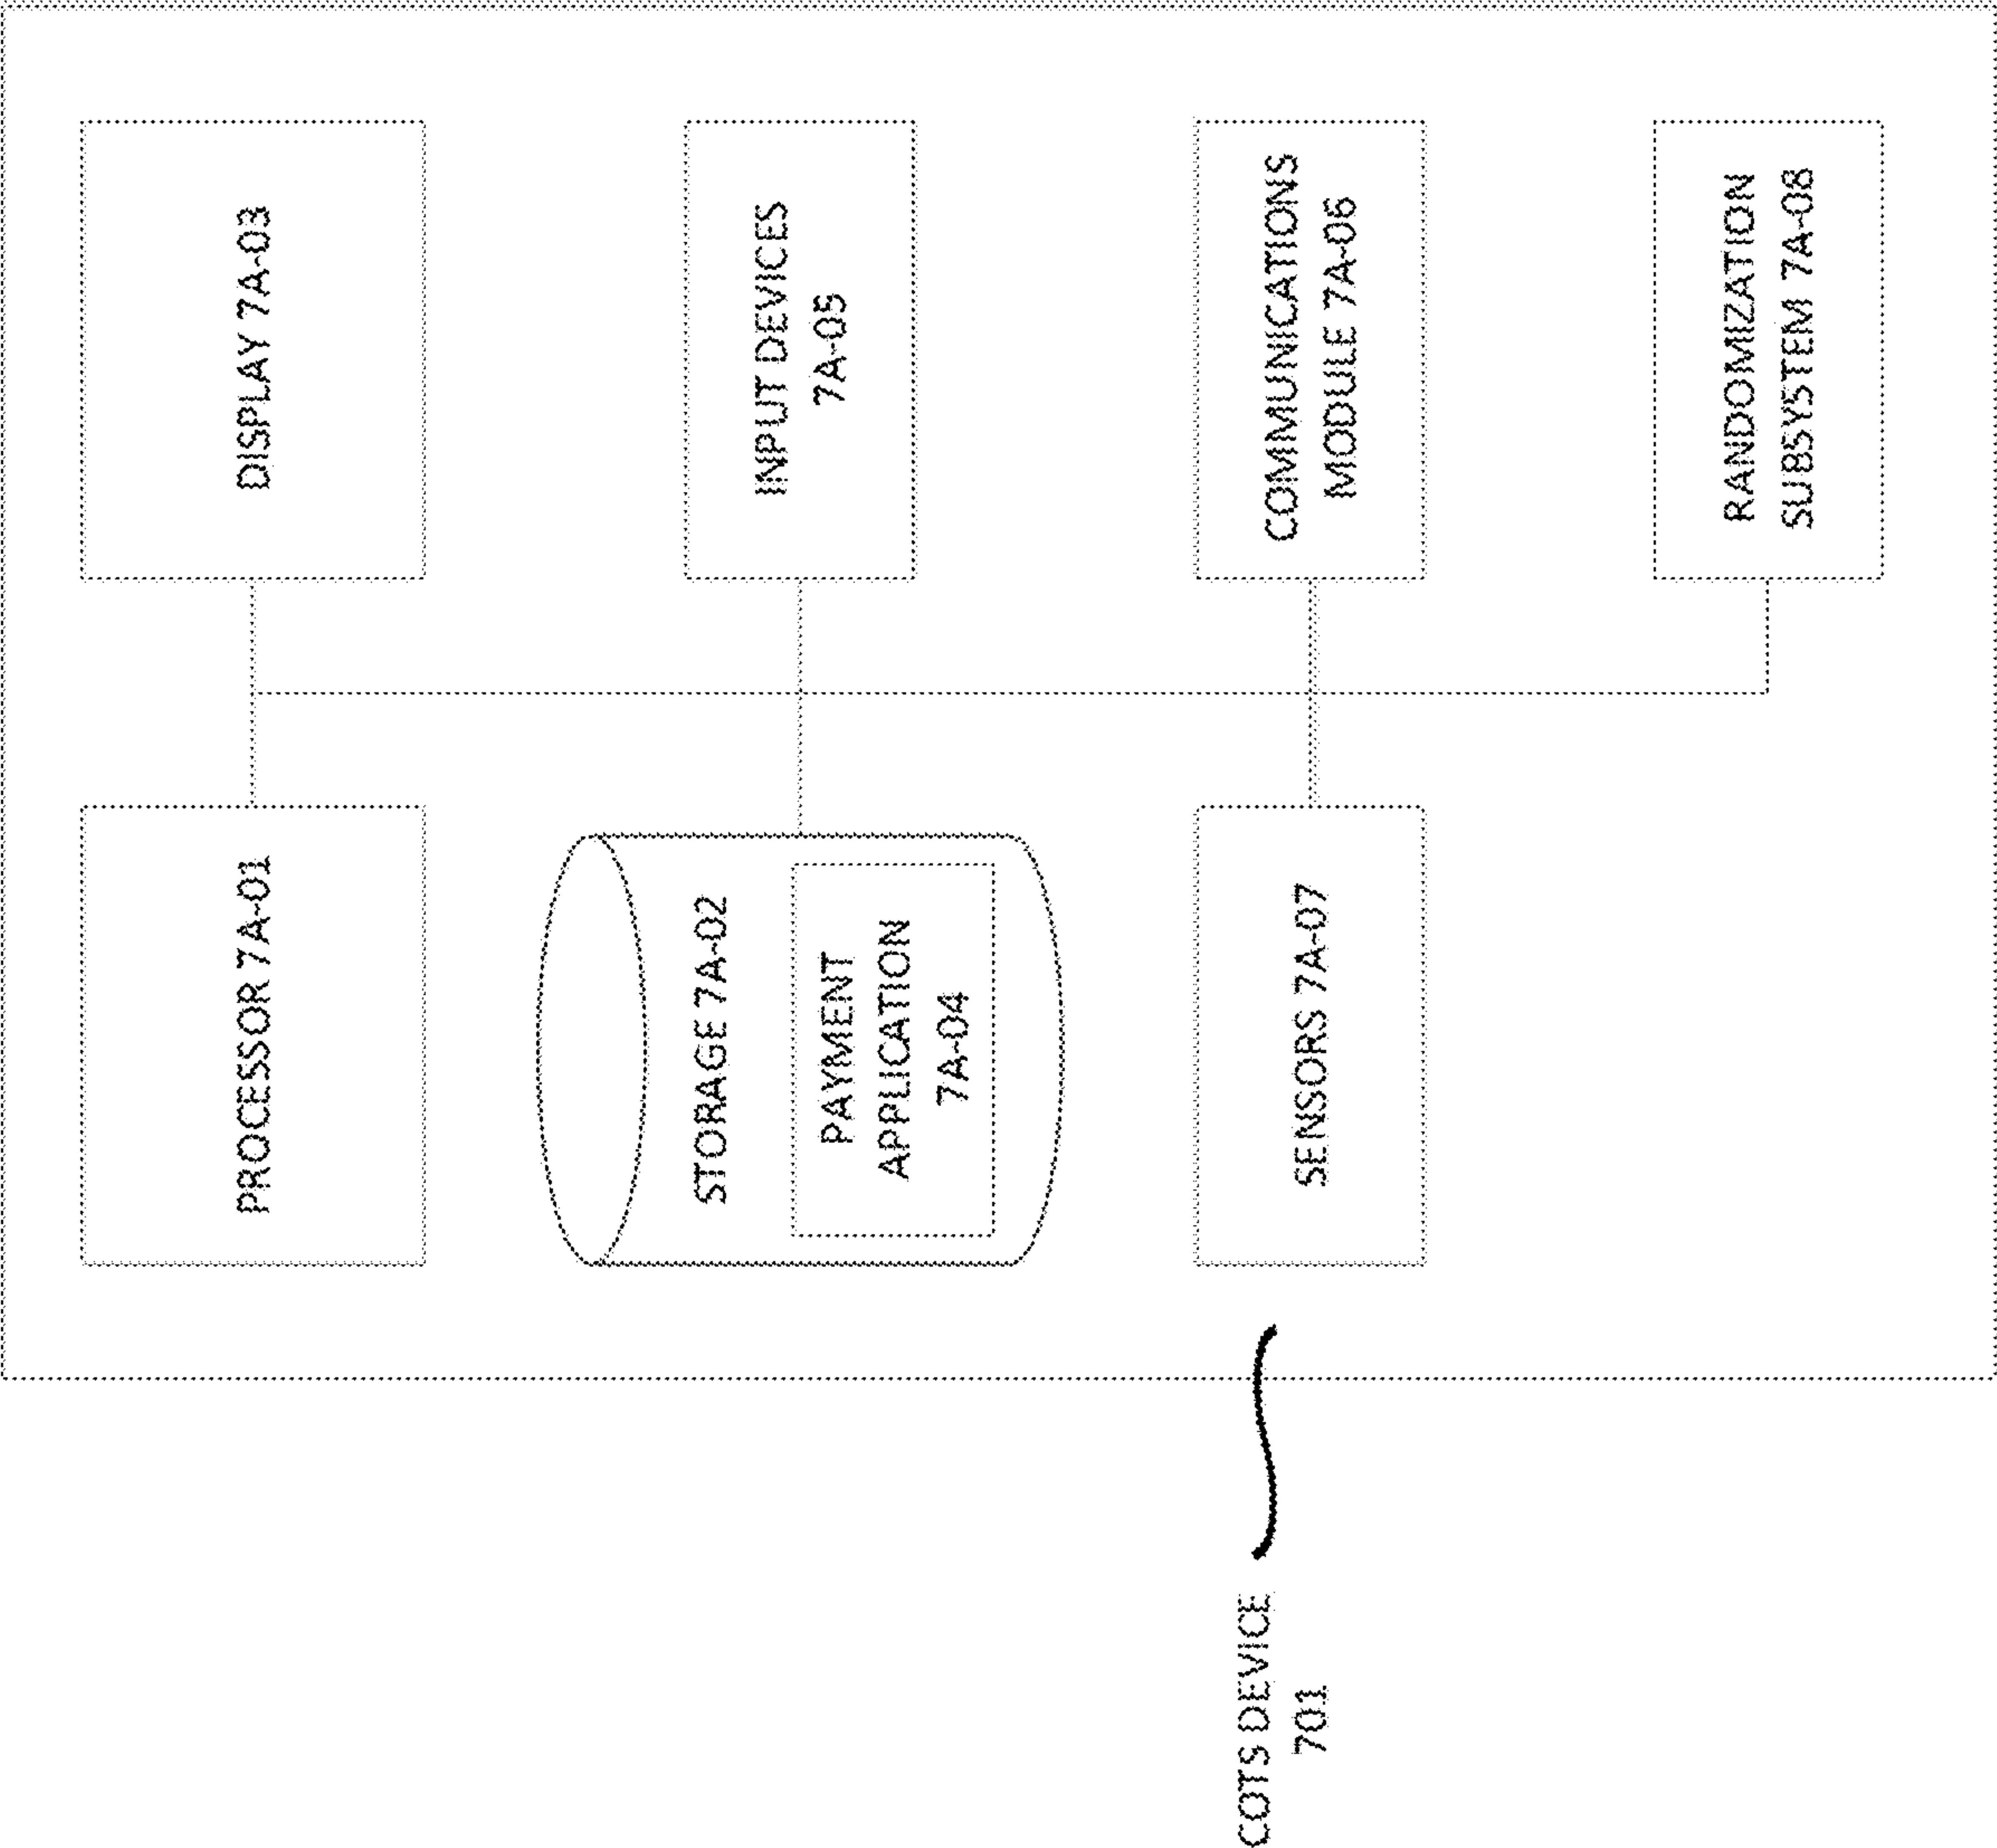 PROCESSOR 7A-01
DISPLAY 7A-03
STORAGE 7A-02
PAYMENT
APPLICATION
7A-04
INPUT DEVICES
7A-05
SENSORS 7A-07
COMMUNICATIONS
MODULE 7A-06
RANDOMIZATION
SUBSYSTEM 7A-08
COTS DEVICE
701